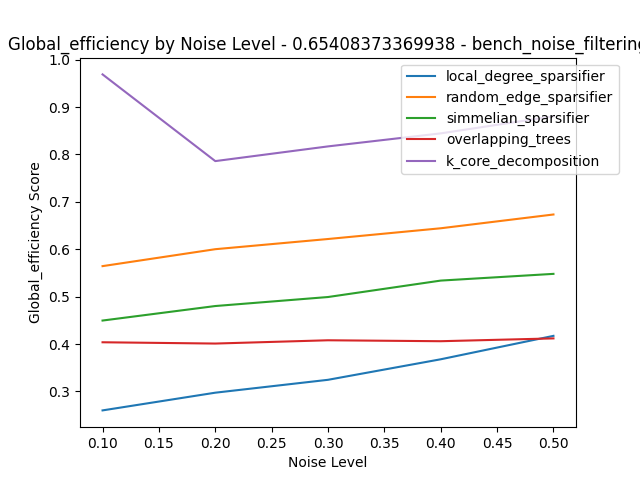 Global_efficiency by Noise Level - 0.65408373369938 - bench_noise_filtering
1.0
0.9
0.8
0.7
0.6
0.5
0.4
0.3
Global_efficiency Score
local_degree_sparsifier
random_edge_sparsifier
simmelian_sparsifier
overlapping_trees
k_core_decomposition
0.10 0.15 0.20 0.25 0.30 0.35 0.40 0.45 0.50
Noise Level